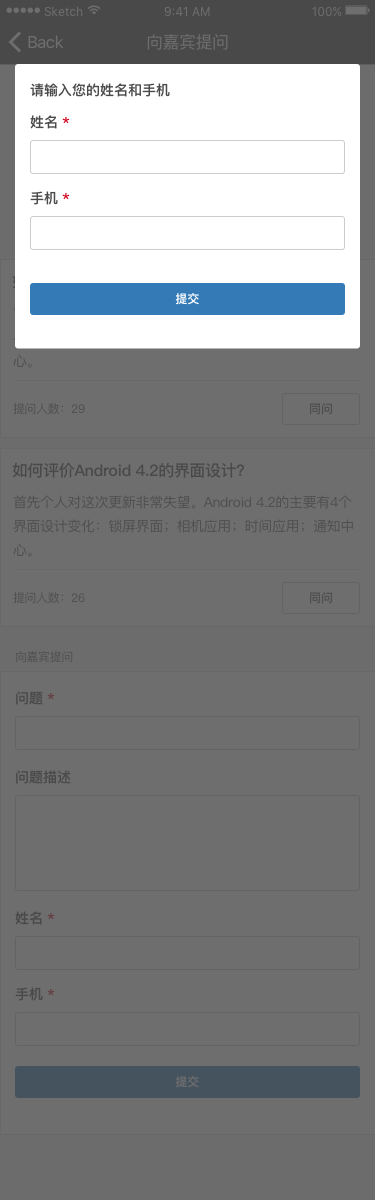 Sketch 9:41 AM 100%
Back 向嘉宾提问
请输入您的姓名和手机
姓名 *
手机 *
提交
心。
提问人数：29 同问
如何评价Android 4.2的界面设计?
首先个人对这次更新非常失望。Android 4.2的主要有4个
界面设计变化：锁屏界面；相机应用；时间应用；通知中
心。
提问人数：26 同问
向嘉宾提问
问题 *
问题描述
姓名 *
手机 *
提交